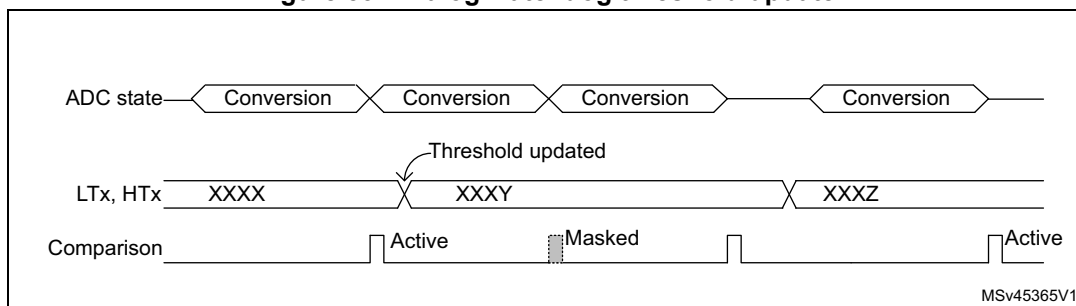 ADC state Conversion Conversion Conversion Conversion
Threshold updated
LTx, HTx XXXX XXXY XXXZ
Comparison Active Masked Active
MSv45365V1